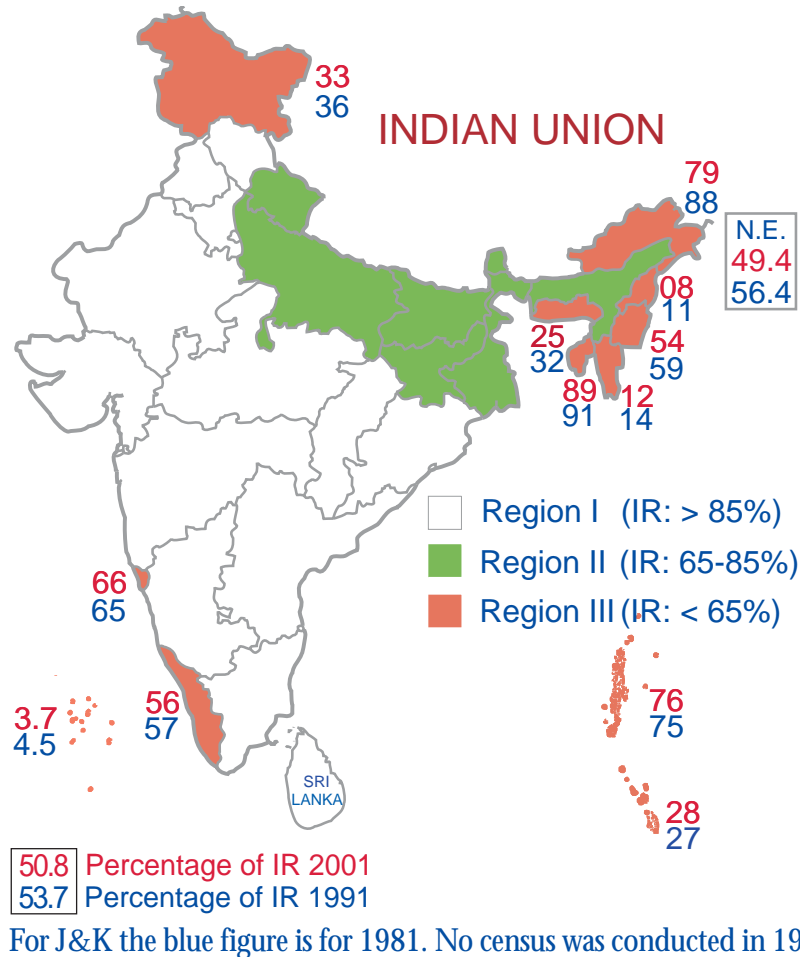 33
36
INDIAN UNION
79
88
N.E.
49.4
56.4
08
11
25
32
54
59
89
91
12
14
Region I (IR: > 85%)
Region II (IR: 65-85%)
Region III (IR: < 65%)
66
65
56
57
3.7
4.5
76
75
SRI
LANKA
28
27
50.8 Percentage of IR 2001
53.7 Percentage of IR 1991
For J&K the blue figure is for 1981. No census was conducted in 19